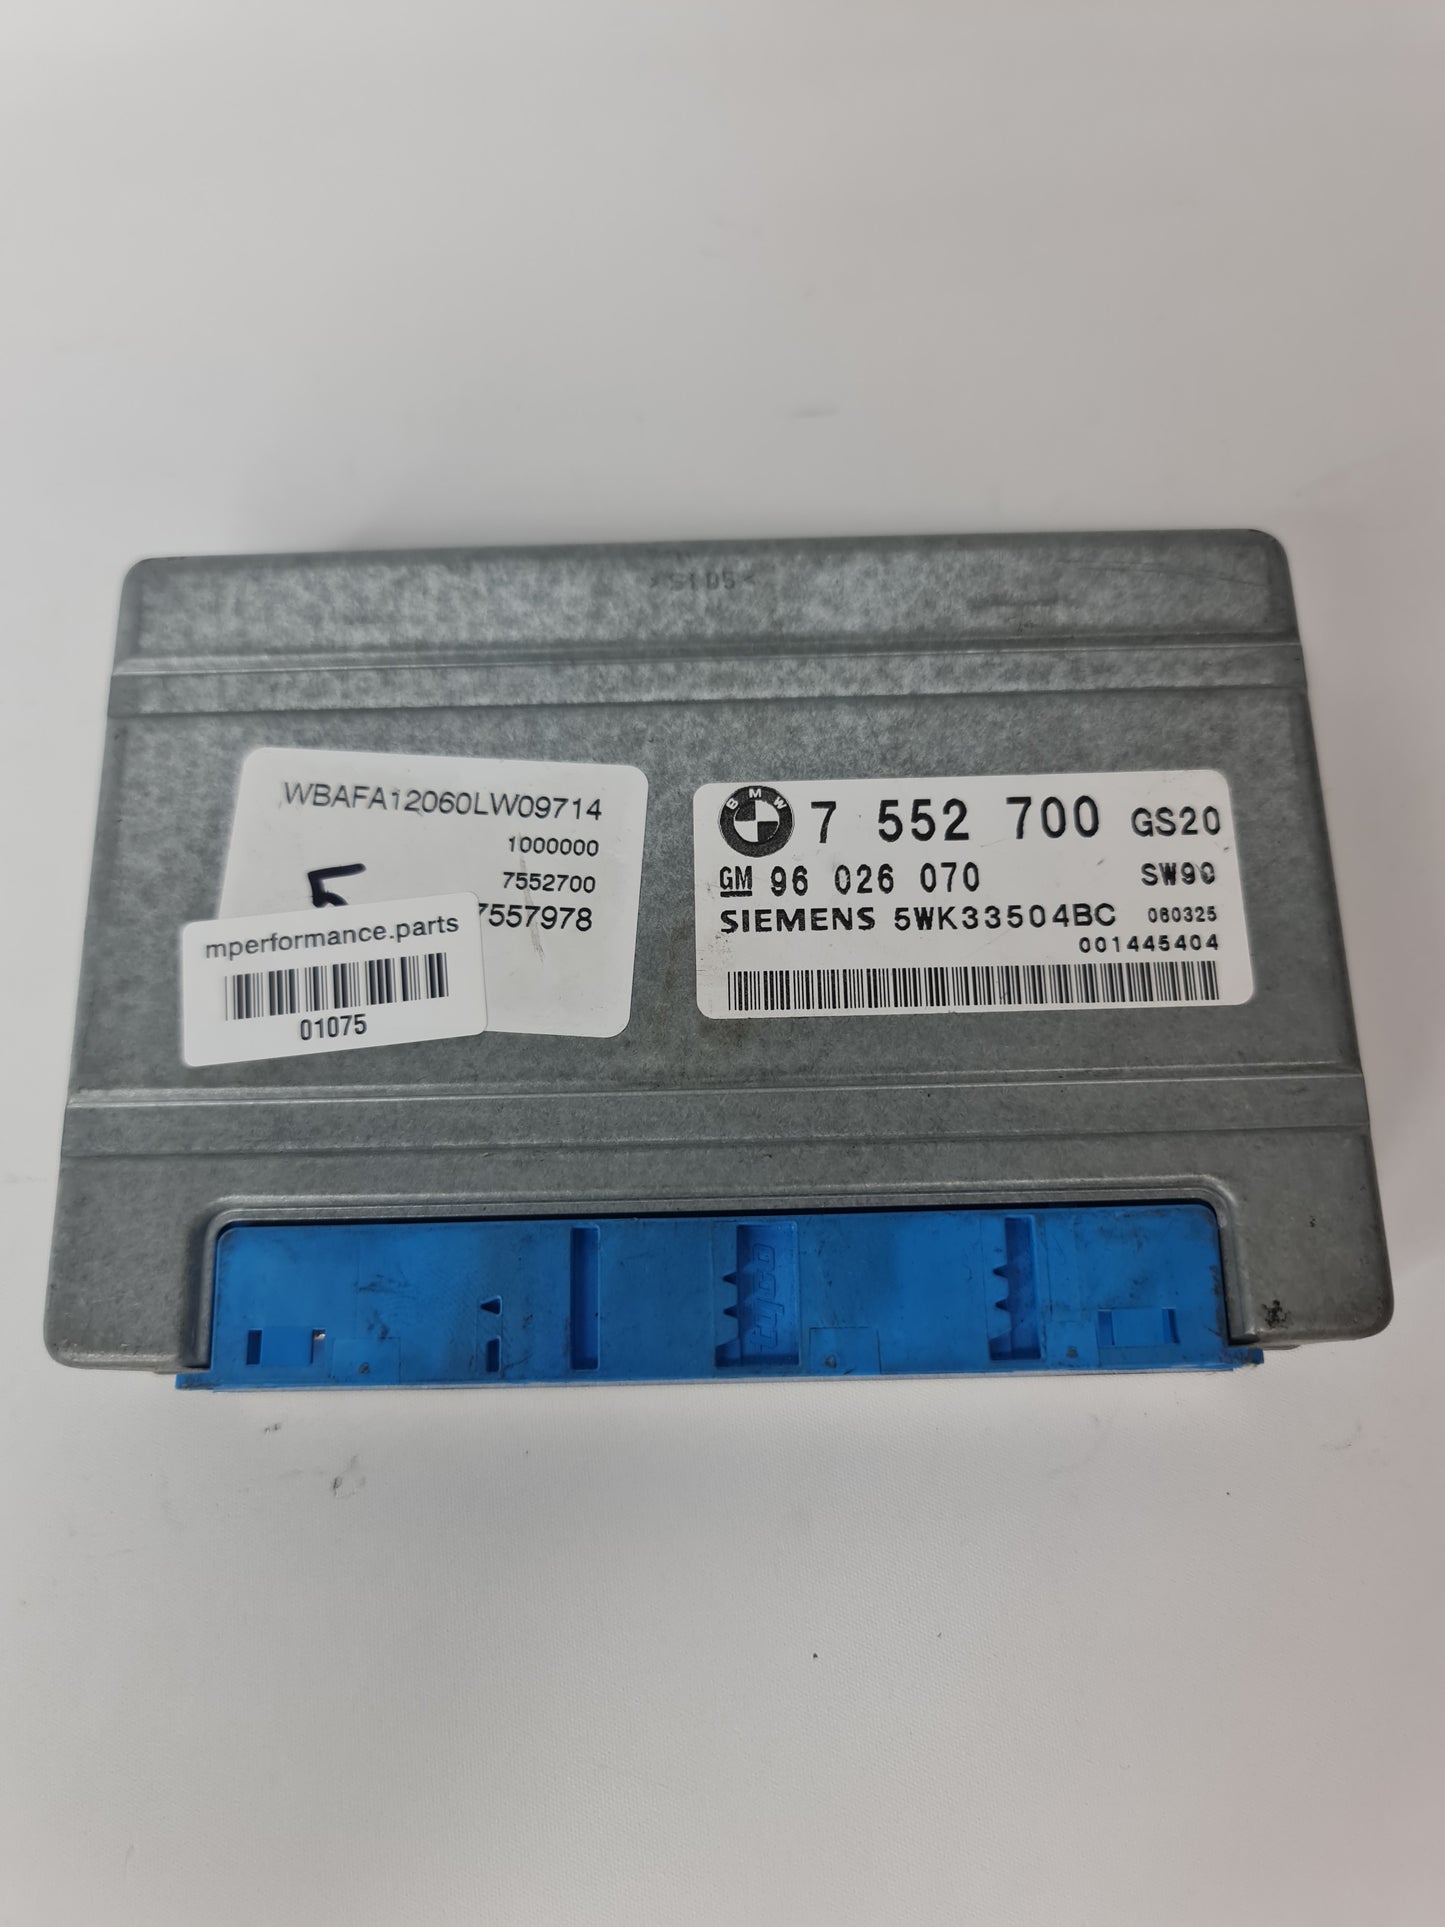 WBAFA12060LW09714
1000000
7552700
7557978
5
mperformance.parts
01075
BMW
7 552 700 GS20
GM 96 026 070 SW90
SIEMENS 5WK33504BC 060325
001445404
tyco